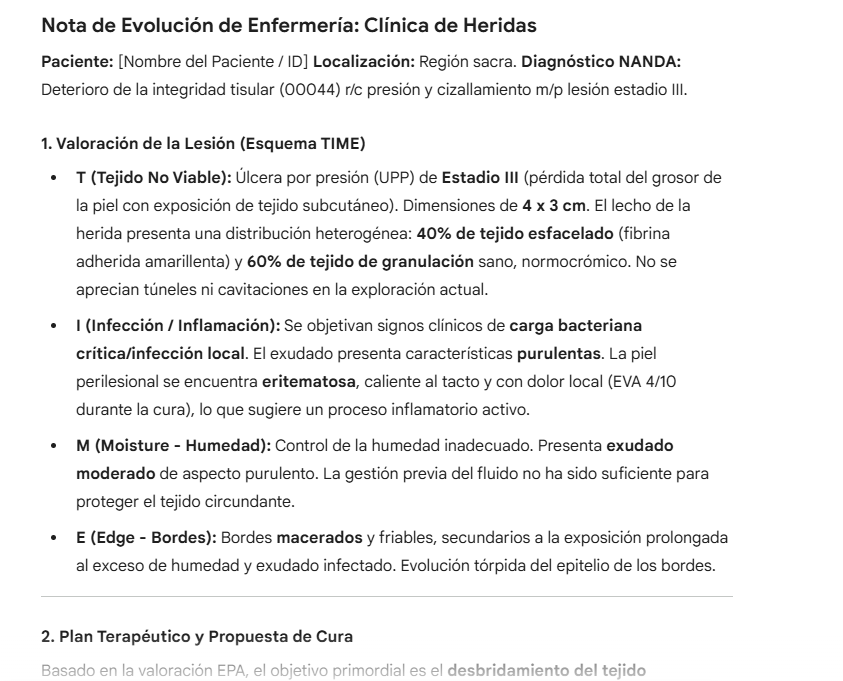 Nota de Evolución de Enfermería: Clínica de Heridas
Paciente: [Nombre del Paciente / ID] Localización: Región sacra. Diagnóstico NANDA:
Deterioro de la integridad tisular (00044) r/c presión y cizallamiento m/p lesión estadio III.
1. Valoración de la Lesión (Esquema TIME)
• T (Tejido No Viable): Úlcera por presión (UPP) de Estadio III (pérdida total del grosor de
la piel con exposición de tejido subcutáneo). Dimensiones de 4 x 3 cm. El lecho de la
herida presenta una distribución heterogénea: 40% de tejido esfacelado (fibrina
adherida amarillenta) y 60% de tejido de granulación sano, normocrómico. No se
aprecian túneles ni cavitaciones en la exploración actual.
• I (Infección / Inflamación): Se objetivan signos clínicos de carga bacteriana
crítica/infección local. El exudado presenta características purulentas. La piel
perilesional se encuentra eritematosa, caliente al tacto y con dolor local (EVA 4/10
durante la cura), lo que sugiere un proceso inflamatorio activo.
• M (Moisture - Humedad): Control de la humedad inadecuado. Presenta exudado
moderado de aspecto purulento. La gestión previa del fluido no ha sido suficiente para
proteger el tejido circundante.
• E (Edge - Bordes): Bordes macerados y friables, secundarios a la exposición prolongada
al exceso de humedad y exudado infectado. Evolución tórpida del epitelio de los bordes.
2. Plan Terapéutico y Propuesta de Cura
Basado en la valoración EPA, el objetivo primordial es el desbridamiento del tejido